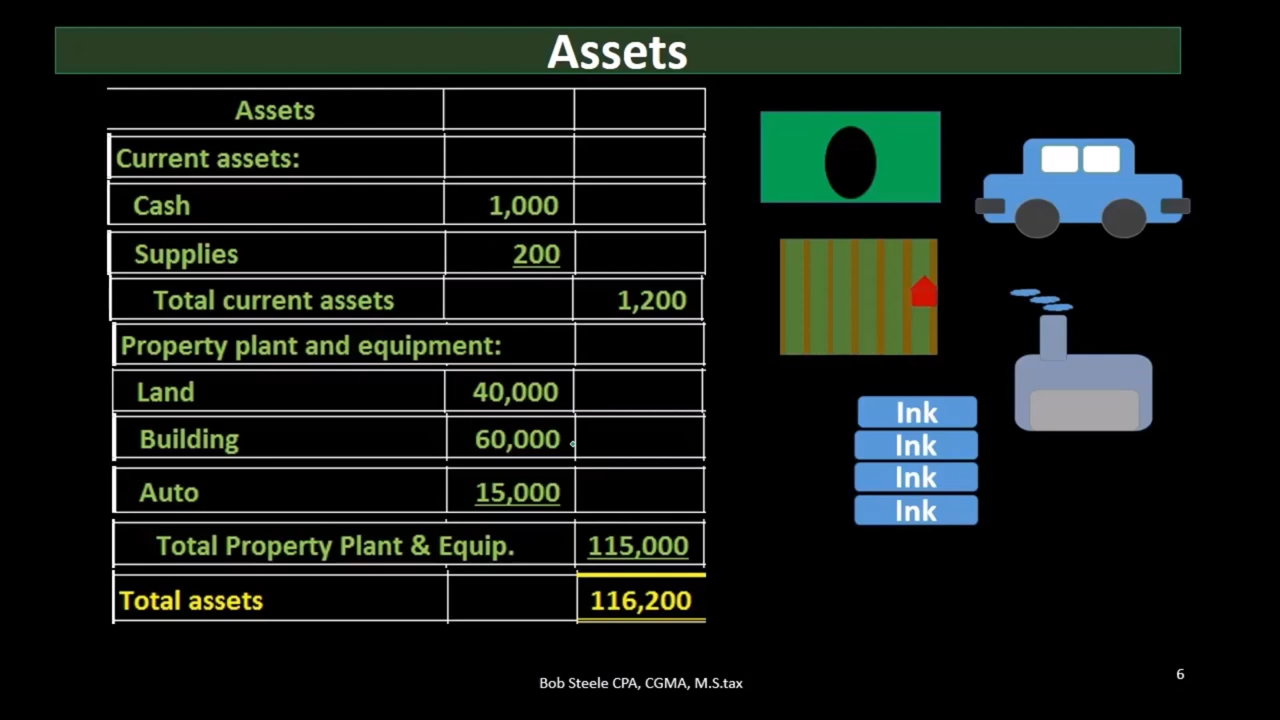 Assets
Assets
Current assets:
Cash 1,000
Supplies 200
Total current assets 1,200
Property plant and equipment:
Land 40,000
Building 60,000
Auto 15,000
Total Property Plant & Equip. 115,000
Total assets 116,200
Ink
Ink
Ink
Ink
Bob Steele CPA, CGMA, M.S.tax
6